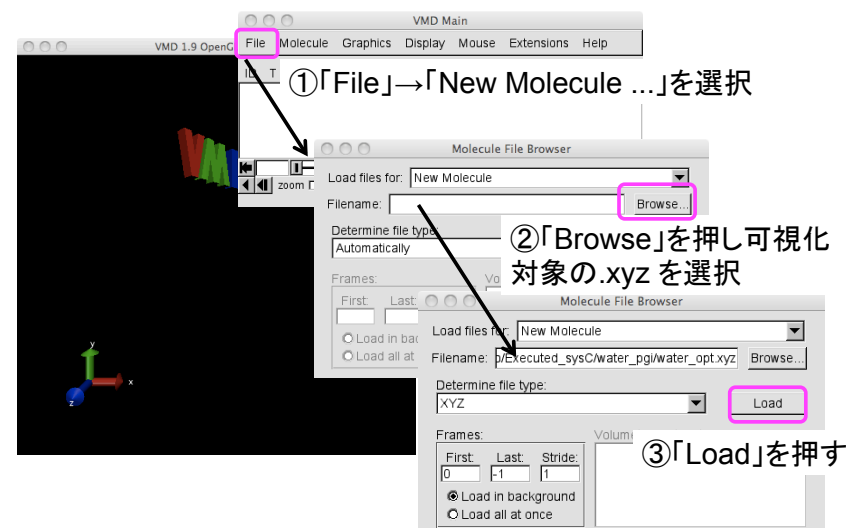 VMD Main
VMD 1.9 OpenG
File Molecule Graphics Display Mouse Extensions Help
ID T
①「File」→「New Molecule ...」を選択
VMD
zoom
Molecule File Browser
Load files for: New Molecule
Filename: Browse...
Determine file type:
Automatically
②「Browse」を押し可視化
対象の.xyz を選択
Frames: Vo
First: Last:
Load in bac
Load all at
y
x
z
Molecule File Browser
Load files for: New Molecule
Filename: o/Executed_sysC/water_pgi/water_opt.xyz Browse...
Determine file type:
XYZ Load
Frames: Volum
③「Load」を押す
First: Last: Stride:
0 -1 1
Load in background
Load all at once